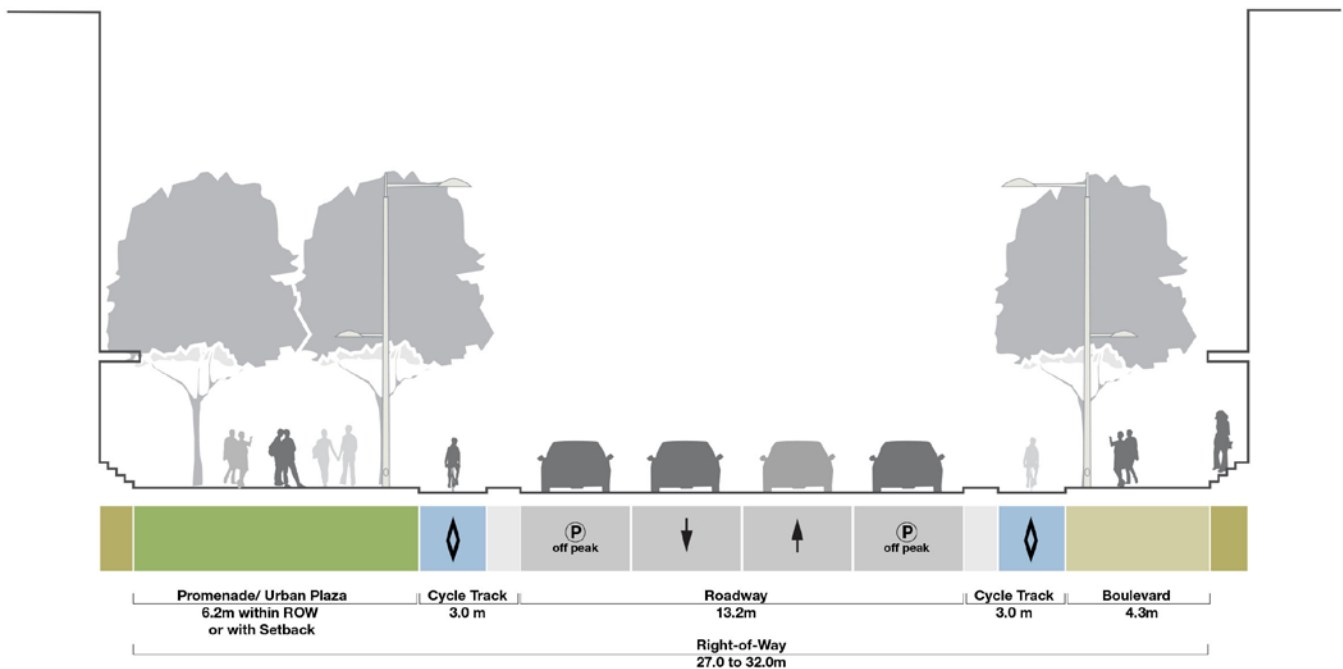 P
off peak
P
off peak
Promenade/ Urban Plaza
6.2m within ROW
or with Setback
Cycle Track
3.0 m
Roadway
13.2m
Cycle Track
3.0 m
Boulevard
4.3m
Right-of-Way
27.0 to 32.0m